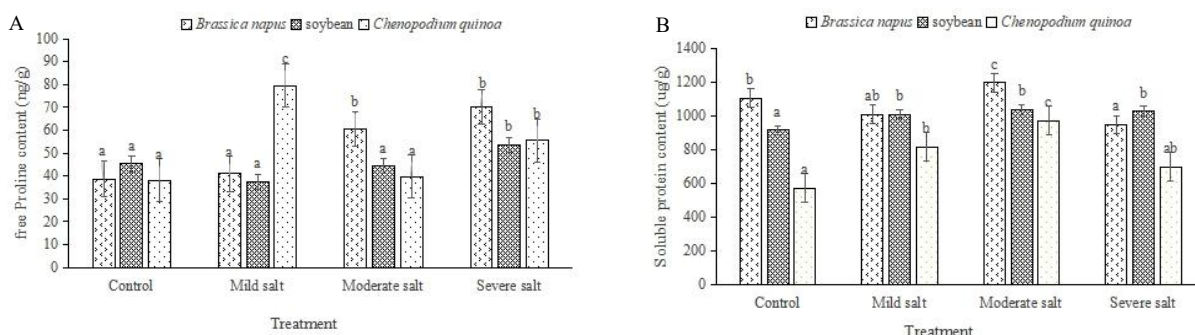 A
Brassica napus soybean Chenopodium quinoa
free Proline content (ng/g)
100
90
80
70
60
50
40
30
20
10
0
a a a
a a c
b a a
b b b
Control Mild salt Moderate salt Severe salt
Treatment
B
Brassica napus soybean Chenopodium quinoa
Soluble protein content (ug/g)
1400
1200
1000
800
600
400
200
0
b a a
ab b b
c b c
a b ab
Control Mild salt Moderate salt Severe salt
Treatment